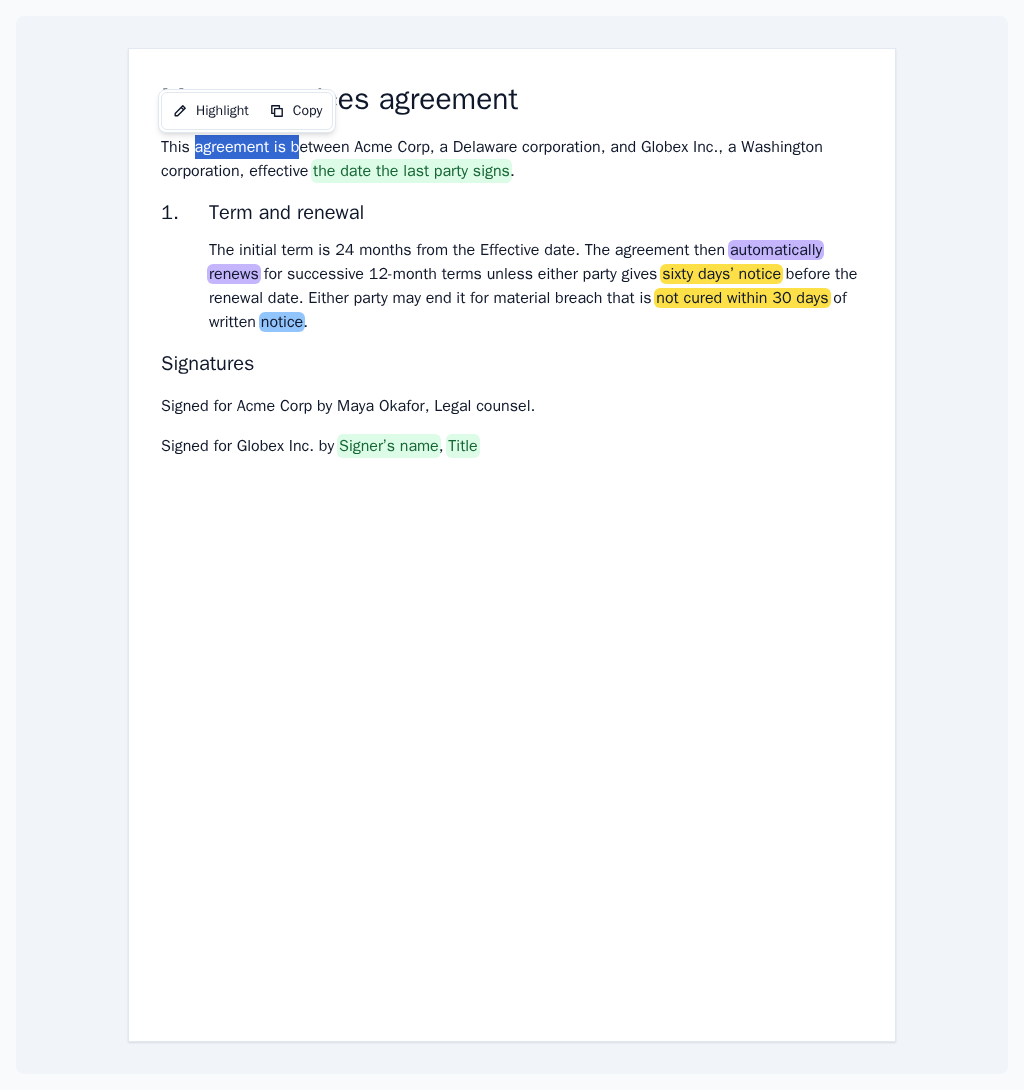 es agreement
Highlight Copy
This agreement is between Acme Corp, a Delaware corporation, and Globex Inc., a Washington
corporation, effective the date the last party signs.
1. Term and renewal
The initial term is 24 months from the Effective date. The agreement then automatically
renews for successive 12-month terms unless either party gives sixty days’ notice before the
renewal date. Either party may end it for material breach that is not cured within 30 days of
written notice.
Signatures
Signed for Acme Corp by Maya Okafor, Legal counsel.
Signed for Globex Inc. by Signer’s name, Title